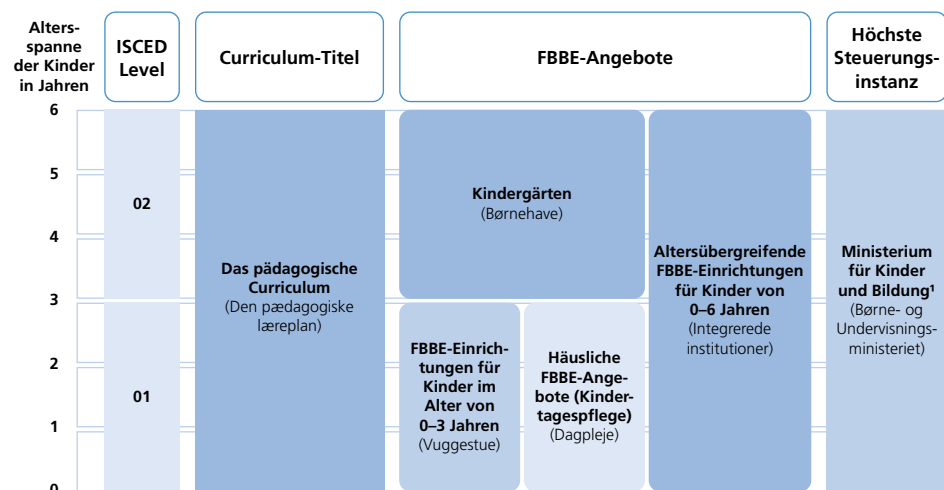 Alters-
spanne
der Kinder
in Jahren
ISCED
Level
Curriculum-Titel
FBBE-Angebote
Höchste
Steuerungs-
instanz
6
5
4
3
2
1
0
02
01
Das pädagogische
Curriculum
(Den pædagogiske
læreplan)
Kindergärten
(Børnehave)
FBBE-Einrich-
tungen für
Kinder im
Alter von
0–3 Jahren
(Vuggestue)
Häusliche
FBBE-Ange-
bote (Kinder-
tagespflege)
(Dagpleje)
Altersübergreifende
FBBE-Einrichtungen
für Kinder von
0–6 Jahren
(Integrerede
institutioner)
Ministerium
für Kinder
und Bildung¹
(Børne- og
Undervisnings-
ministeriet)